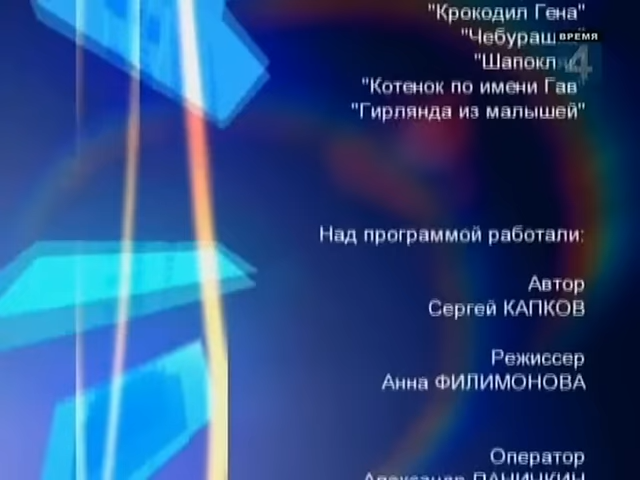 "Крокодил Гена"
ВРЕМЯ
4
"Котенок по имени Гав"
"Гирлянда из малышей"
Над программой работали:
Автор
Сергей КАПКОВ
Режиссер
Анна ФИЛИМОНОВА
Оператор